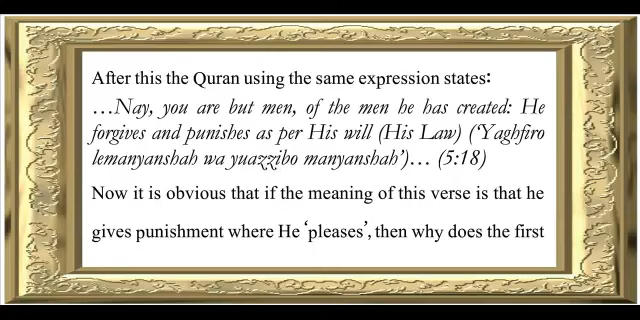 After this the Quran using the same expression states:
…Nay, you are but men, of the men he has created: He
forgives and punishes as per His will (His Law) (‘Yaghfiro
lemanyanshah wa yuazzibo manyanshah’)… (5:18)
Now it is obvious that if the meaning of this verse is that he
gives punishment where He ‘pleases’, then why does the first